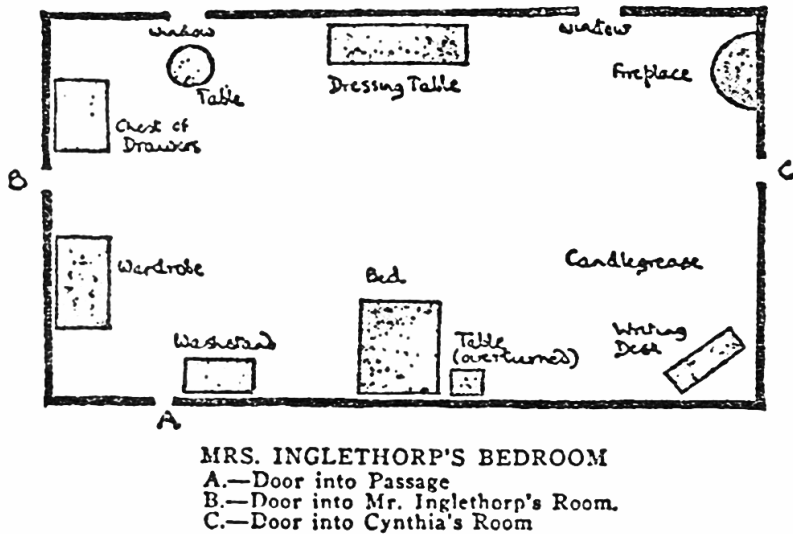 Window
Window
Table
Dressing Table
Fireplace
Chest of
Drawers
B
C
Wardrobe
Bed
Candlegrease
Washstand
Table
(overturned)
Writing
Desk
A
MRS. INGLETHORP'S BEDROOM
A.—Door into Passage
B.—Door into Mr. Inglethorp's Room.
C.—Door into Cynthia's Room